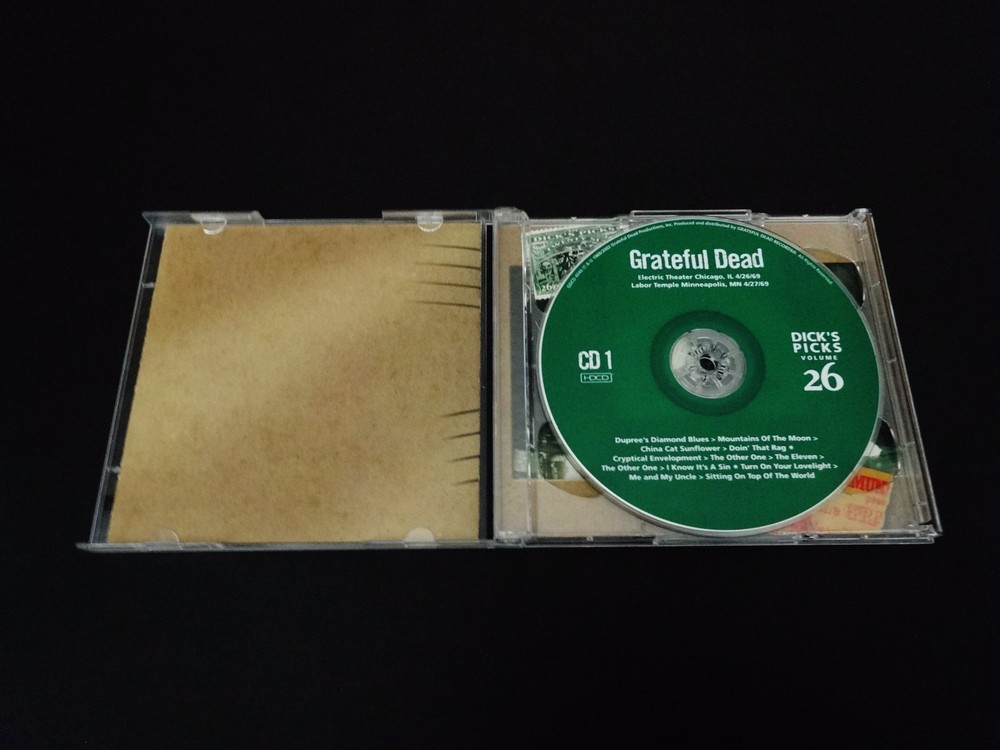 DICK'S PICKS
26
Grateful Dead
Electric Theater Chicago, IL 4/26/69
Labor Temple Minneapolis, MN 4/27/69
CD 1
HDCD
DICK'S
PICKS
VOLUME
26
Dupree's Diamond Blues > Mountains Of The Moon >
China Cat Sunflower > Doin' That Rag *
Cryptical Envelopment > The Other One > The Eleven >
The Other One > I Know It's A Sin * Turn On Your Lovelight >
Me and My Uncle > Sitting On Top Of The World